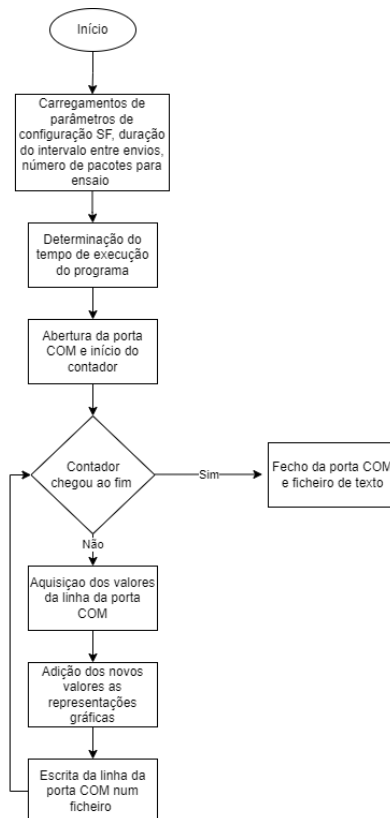 Início
Carregamentos de
parâmetros de
configuração SF, duração
do intervalo entre envios,
número de pacotes para
ensaio
Determinação do
tempo de execução
do programa
Abertura da porta
COM e início do
contador
Contador
chegou ao fim
Sim
Fecho da porta COM
e ficheiro de texto
Não
Aquisiçao dos valores
da linha da porta
COM
Adição dos novos
valores as
representações
gráficas
Escrita da linha da
porta COM num
ficheiro